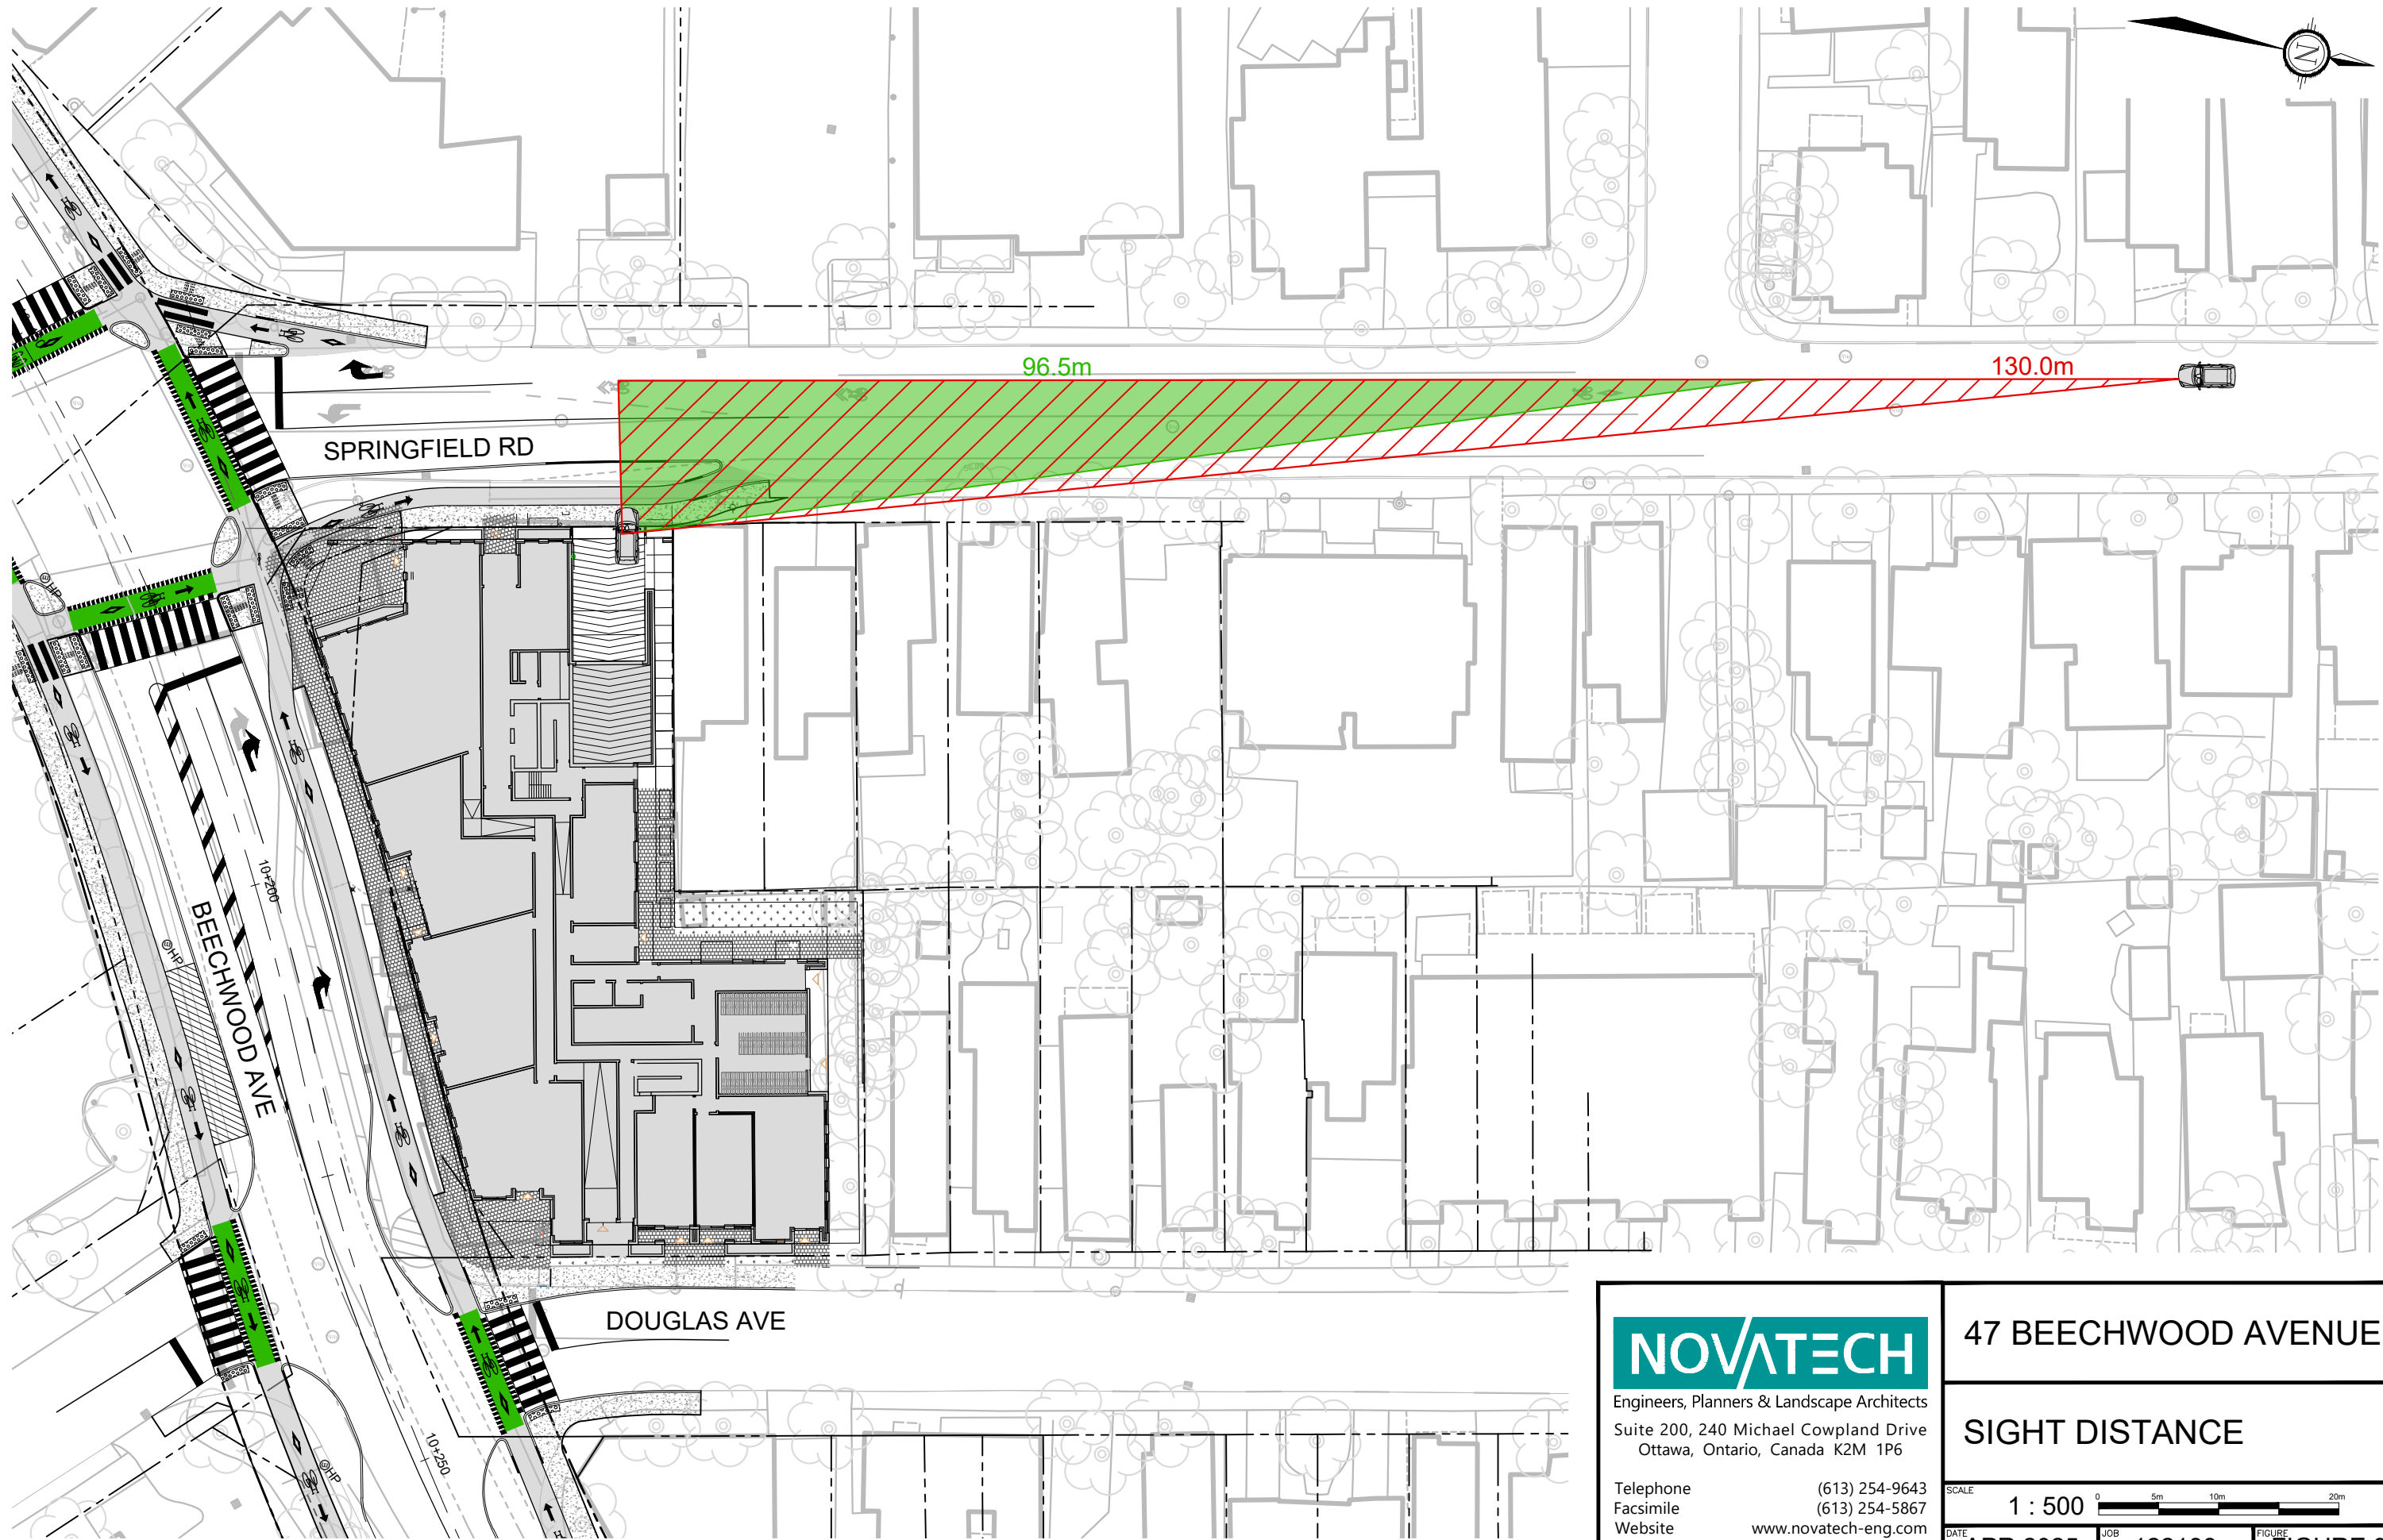 N
96.5m
130.0m
SPRINGFIELD RD
HP
10+200
BEECHWOOD AVE
HP
DOUGLAS AVE
10+250
HP
NOVATECH
Engineers, Planners & Landscape Architects
Suite 200, 240 Michael Cowpland Drive
Ottawa, Ontario, Canada K2M 1P6
Telephone (613) 254-9643
Facsimile (613) 254-5867
Website www.novatech-eng.com
47 BEECHWOOD AVENUE
SIGHT DISTANCE
SCALE
1 : 500
0 5m 10m 20m
DATE JOB FIGURE